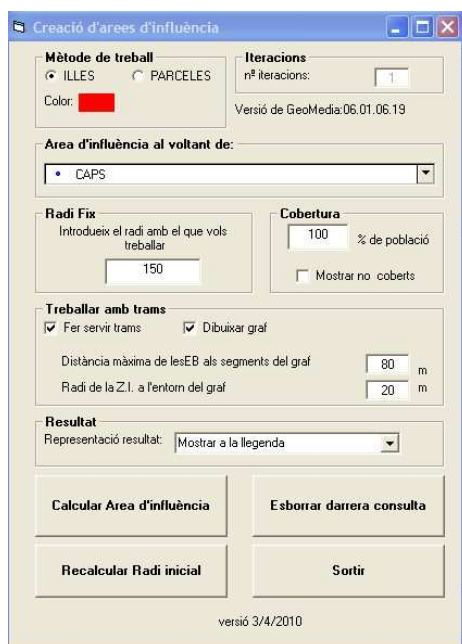 Creació d'arees d'influència
Mètode de treball
ILLES PARCELES
Color:
Iteracions
nº iteracions: 1
Versió de GeoMedia:06.01.06.19
Area d'influència al voltant de:
CAPS
Radi Fix
Introdueix el radi amb el que vols
treballar
150
Cobertura
100 % de població
Mostrar no coberts
Treballar amb trams
Fer servir trams Dibuixar graf
Distància màxima de lesEB als segments del graf 80 m
Radi de la Z.I. a l'entorn del graf 20 m
Resultat
Representació resultat: Mostrar a la llegenda
Calcular Area d'influència Esborrar darrera consulta
Recalcular Radi inicial Sortir
versió 3/4/2010